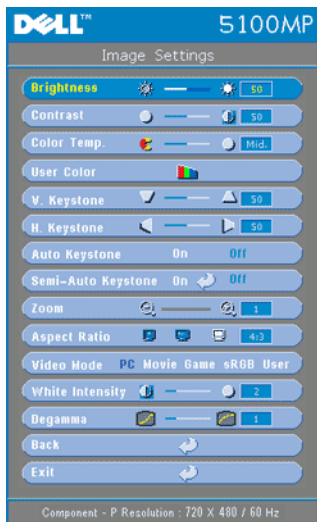 DELL™ 5100MP
Image Settings
Brightness 50
Contrast 50
Color Temp. Mid.
User Color
V. Keystone 50
H. Keystone 50
Auto Keystone On Off
Semi-Auto Keystone On Off
Zoom 1
Aspect Ratio 4:3
Video Mode PC Movie Game sRGB User
White Intensity 2
Degamma 1
Back
Exit
Component - P Resolution : 720 X 480 / 60 Hz